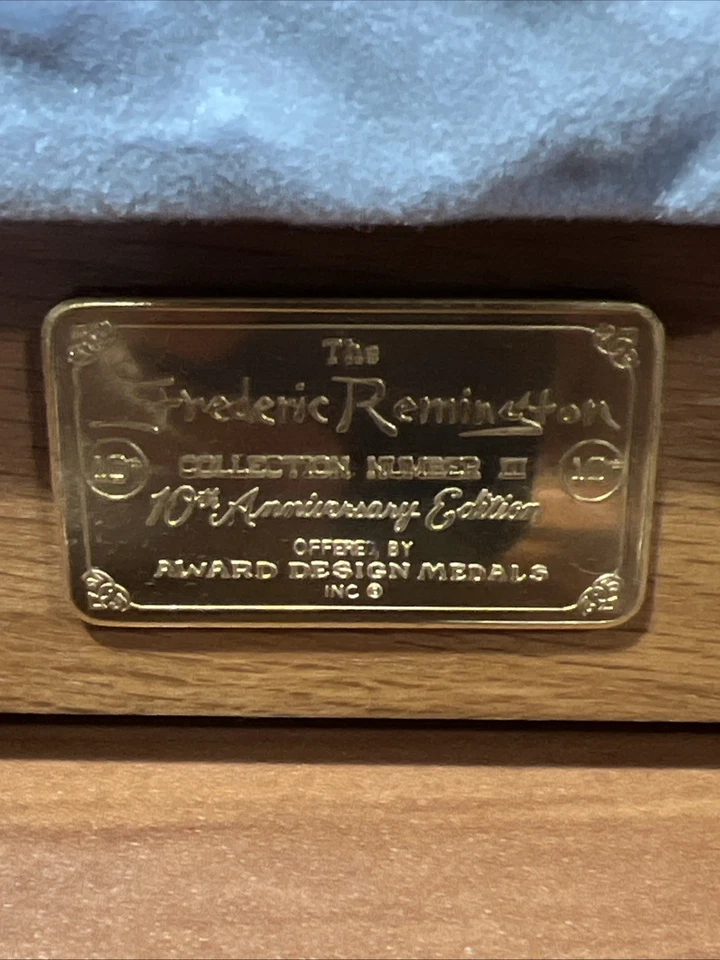 The
Frederic Remington
COLLECTION NUMBER II
10th Anniversary Edition
10th 10th
OFFERED BY
AWARD DESIGN MEDALS
INC ©